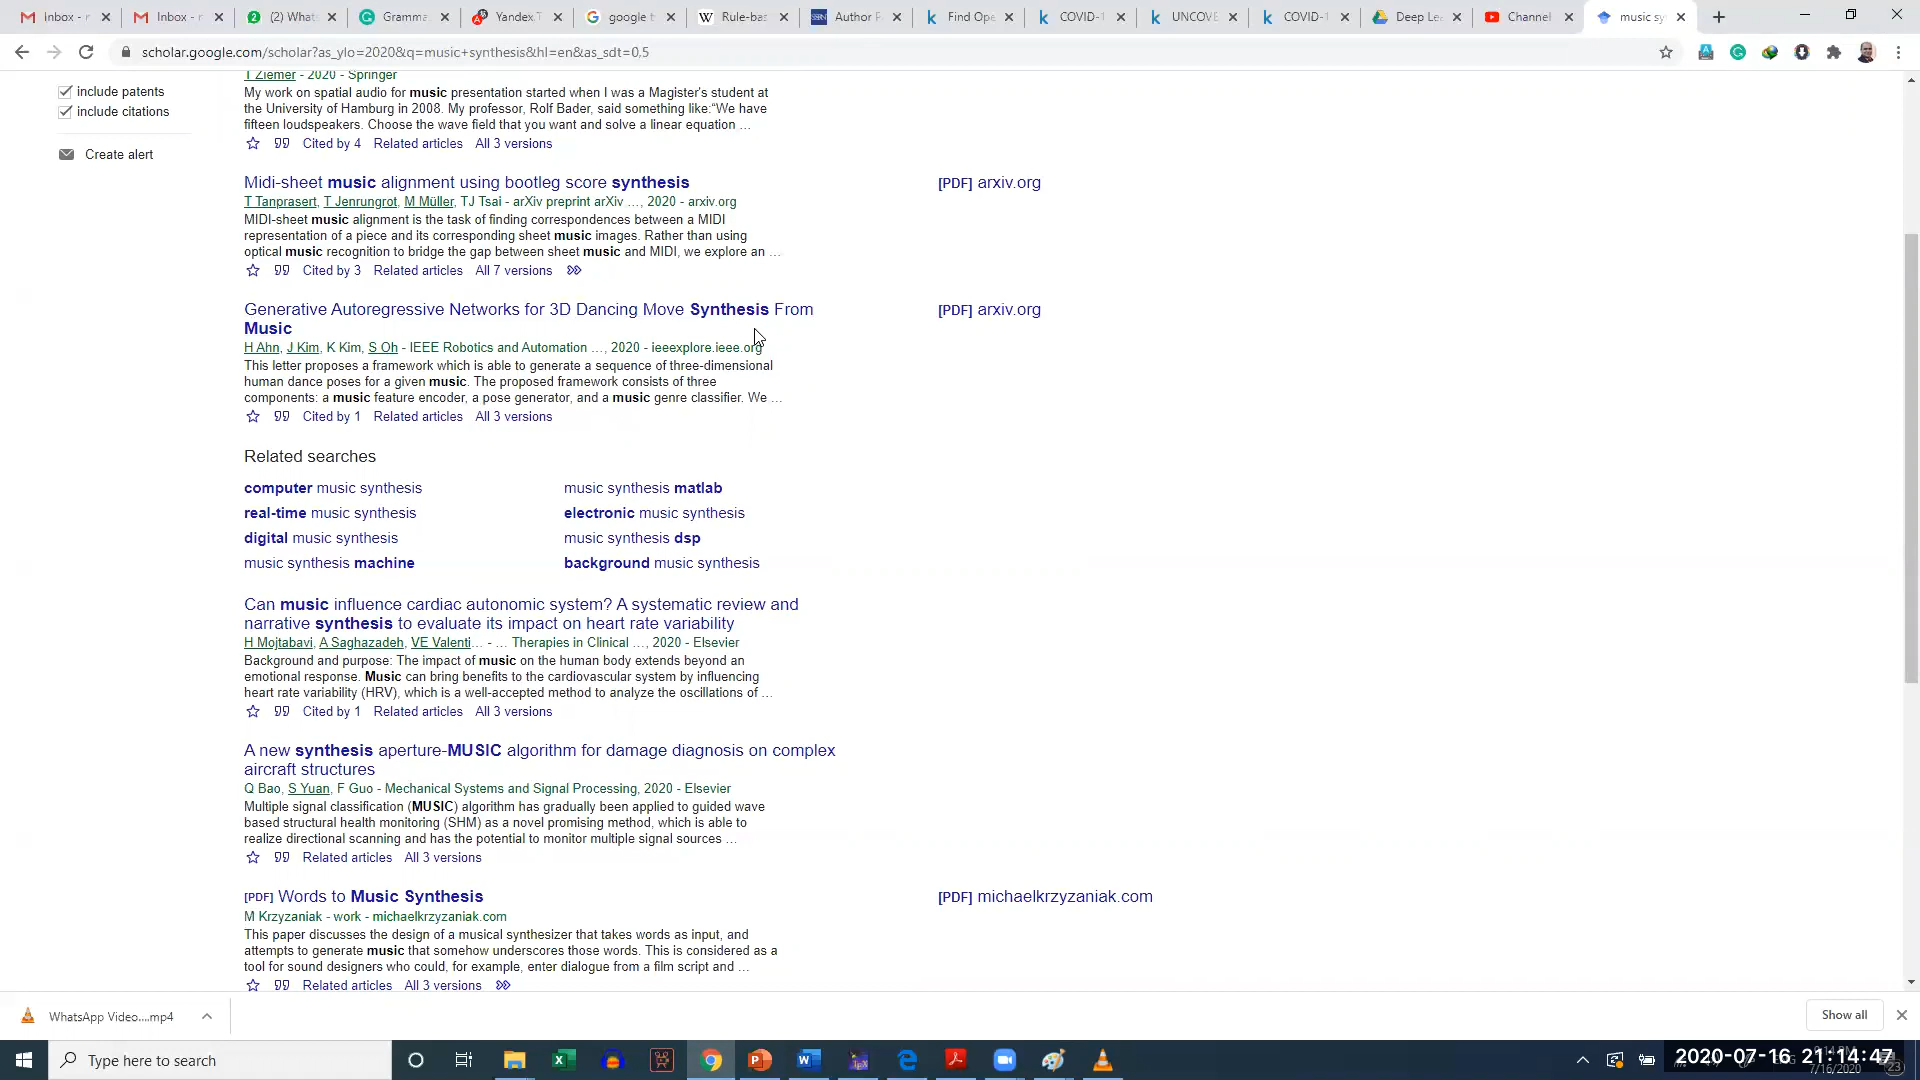 Inbox - r
Inbox - r
(2) What:
Gramma
Yandex.T
google t
Rule-ba:
Author P
Find Ope
COVID-1
UNCOVE
COVID-1
Deep Le
Channel
music sy
scholar.google.com/scholar?as_ylo=2020&q=music+synthesis&hl=en&as_sdt=0,5
include patents
include citations
Create alert
T Ziemer - 2020 - Springer
My work on spatial audio for music presentation started when I was a Magister's student at
the University of Hamburg in 2008. My professor, Rolf Bader, said something like:“We have
fifteen loudspeakers. Choose the wave field that you want and solve a linear equation …
Cited by 4 Related articles All 3 versions
Midi-sheet music alignment using bootleg score synthesis
[PDF] arxiv.org
T Tanprasert, T Jenrungrot, M Müller, TJ Tsai - arXiv preprint arXiv …, 2020 - arxiv.org
MIDI-sheet music alignment is the task of finding correspondences between a MIDI
representation of a piece and its corresponding sheet music images. Rather than using
optical music recognition to bridge the gap between sheet music and MIDI, we explore an …
Cited by 3 Related articles All 7 versions
Generative Autoregressive Networks for 3D Dancing Move Synthesis From
Music
[PDF] arxiv.org
H Ahn, J Kim, K Kim, S Oh - IEEE Robotics and Automation …, 2020 - ieeexplore.ieee.org
This letter proposes a framework which is able to generate a sequence of three-dimensional
human dance poses for a given music. The proposed framework consists of three
components: a music feature encoder, a pose generator, and a music genre classifier. We …
Cited by 1 Related articles All 3 versions
Related searches
computer music synthesis
music synthesis matlab
real-time music synthesis
electronic music synthesis
digital music synthesis
music synthesis dsp
music synthesis machine
background music synthesis
Can music influence cardiac autonomic system? A systematic review and
narrative synthesis to evaluate its impact on heart rate variability
H Mojtabavi, A Saghazadeh, VE Valenti… - … Therapies in Clinical …, 2020 - Elsevier
Background and purpose: The impact of music on the human body extends beyond an
emotional response. Music can bring benefits to the cardiovascular system by influencing
heart rate variability (HRV), which is a well-accepted method to analyze the oscillations of …
Cited by 1 Related articles All 3 versions
A new synthesis aperture-MUSIC algorithm for damage diagnosis on complex
aircraft structures
Q Bao, S Yuan, F Guo - Mechanical Systems and Signal Processing, 2020 - Elsevier
Multiple signal classification (MUSIC) algorithm has gradually been applied to guided wave
based structural health monitoring (SHM) as a novel promising method, which is able to
realize directional scanning and has the potential to monitor multiple signal sources …
Related articles All 3 versions
[PDF] Words to Music Synthesis
[PDF] michaelkrzyzaniak.com
M Krzyzaniak - work - michaelkrzyzaniak.com
This paper discusses the design of a musical synthesizer that takes words as input, and
attempts to generate music that somehow underscores those words. This is considered as a
tool for sound designers who could, for example, enter dialogue from a film script and …
Related articles All 3 versions
WhatsApp Video....mp4
Show all
Type here to search
2020-07-16 21:14:47
7/16/2020
23